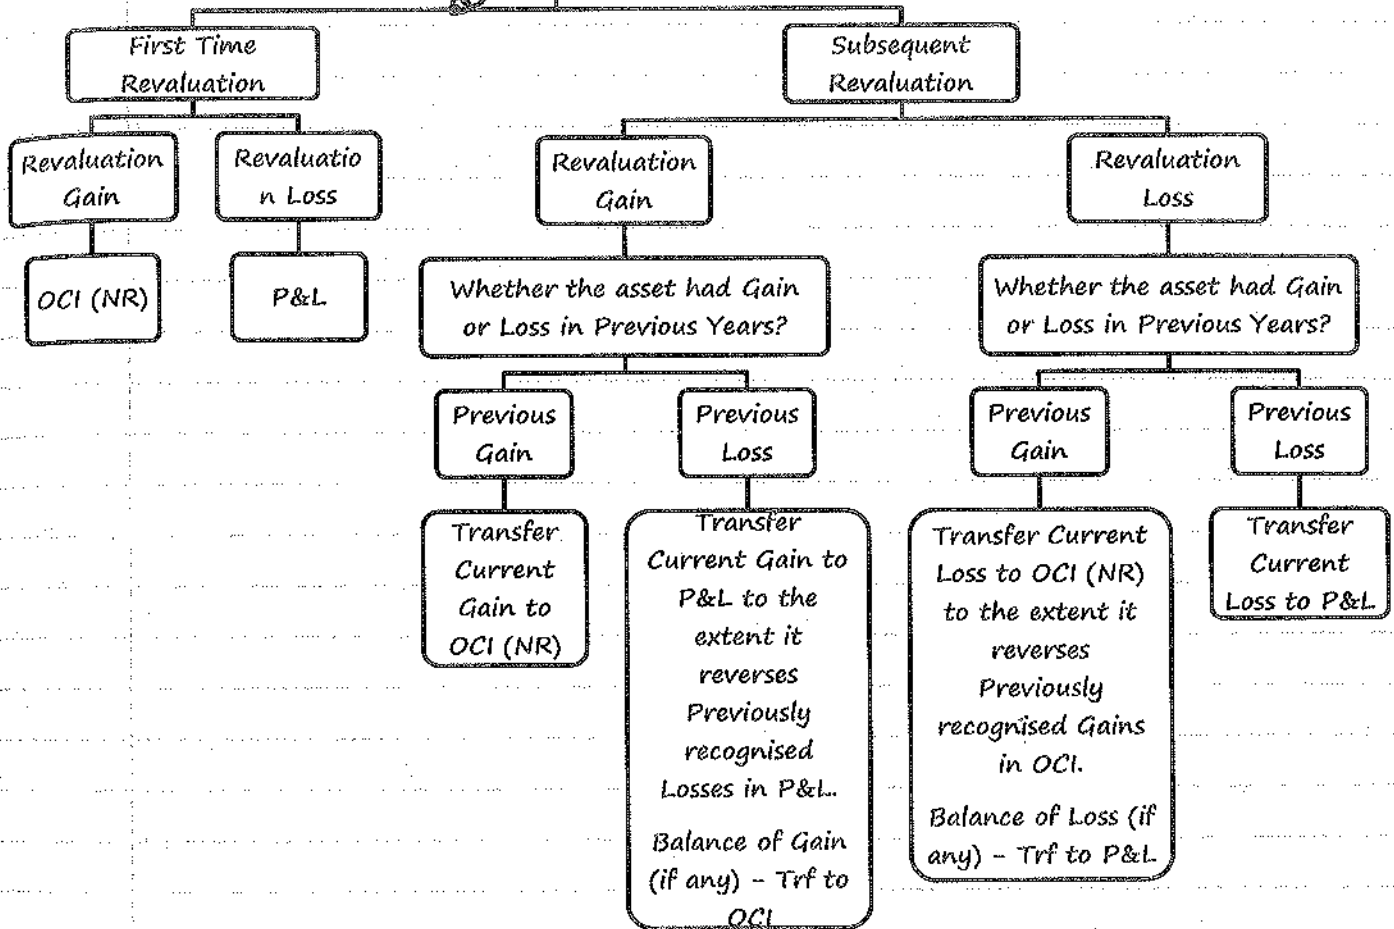 First Time
Revaluation
Subsequent
Revaluation
Revaluation
Gain
Revaluatio
n Loss
Revaluation
Gain
Revaluation
Loss
OCI (NR)
P&L
Whether the asset had Gain
or Loss in Previous Years?
Whether the asset had Gain
or Loss in Previous Years?
Previous
Gain
Previous
Loss
Previous
Gain
Previous
Loss
Transfer
Current
Gain to
OCI (NR)
Transfer
Current Gain to
P&L to the
extent it
reverses
Previously
recognised
Losses in P&L.
Balance of Gain
(if any) - Trf to
OCI
Transfer Current
Loss to OCI (NR)
to the extent it
reverses
Previously
recognised Gains
in OCI.
Balance of Loss (if
any) - Trf to P&L
Transfer
Current
Loss to P&L